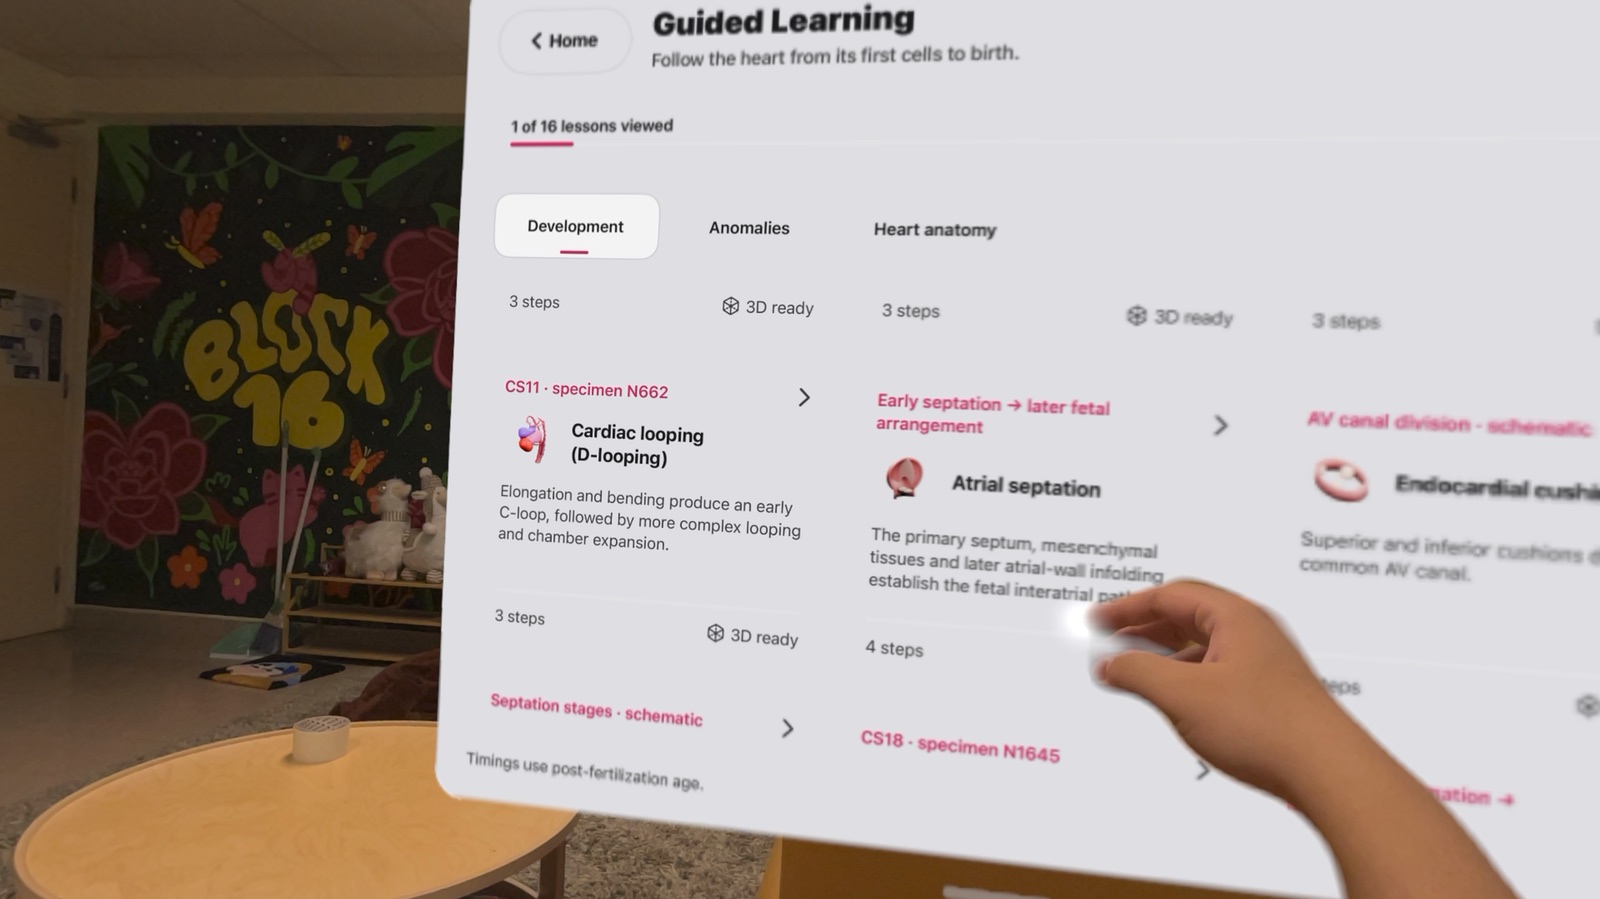 Home
Guided Learning
Follow the heart from its first cells to birth.
1 of 16 lessons viewed
Development
Anomalies
Heart anatomy
3 steps
3D ready
3 steps
3D ready
3 steps
CS11 · specimen N662
Cardiac looping
(D-looping)
Elongation and bending produce an early
C-loop, followed by more complex looping
and chamber expansion.
Early septation → later fetal
arrangement
Atrial septation
The primary septum, mesenchymal
tissues and later atrial-wall infolding
establish the fetal interatrial
AV canal division · schematic
Endocardial
Superior and inferior cushions
common AV canal.
3 steps
3D ready
4 steps
Septation stages · schematic
CS18 · specimen N1645
Timings use post-fertilization age.
BLOCK
16